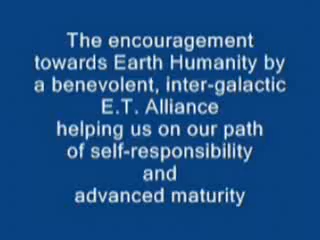 The encouragement
towards Earth Humanity by
a benevolent, inter-galactic
E.T. Alliance
helping us on our path
of self-responsibility
and
advanced maturity